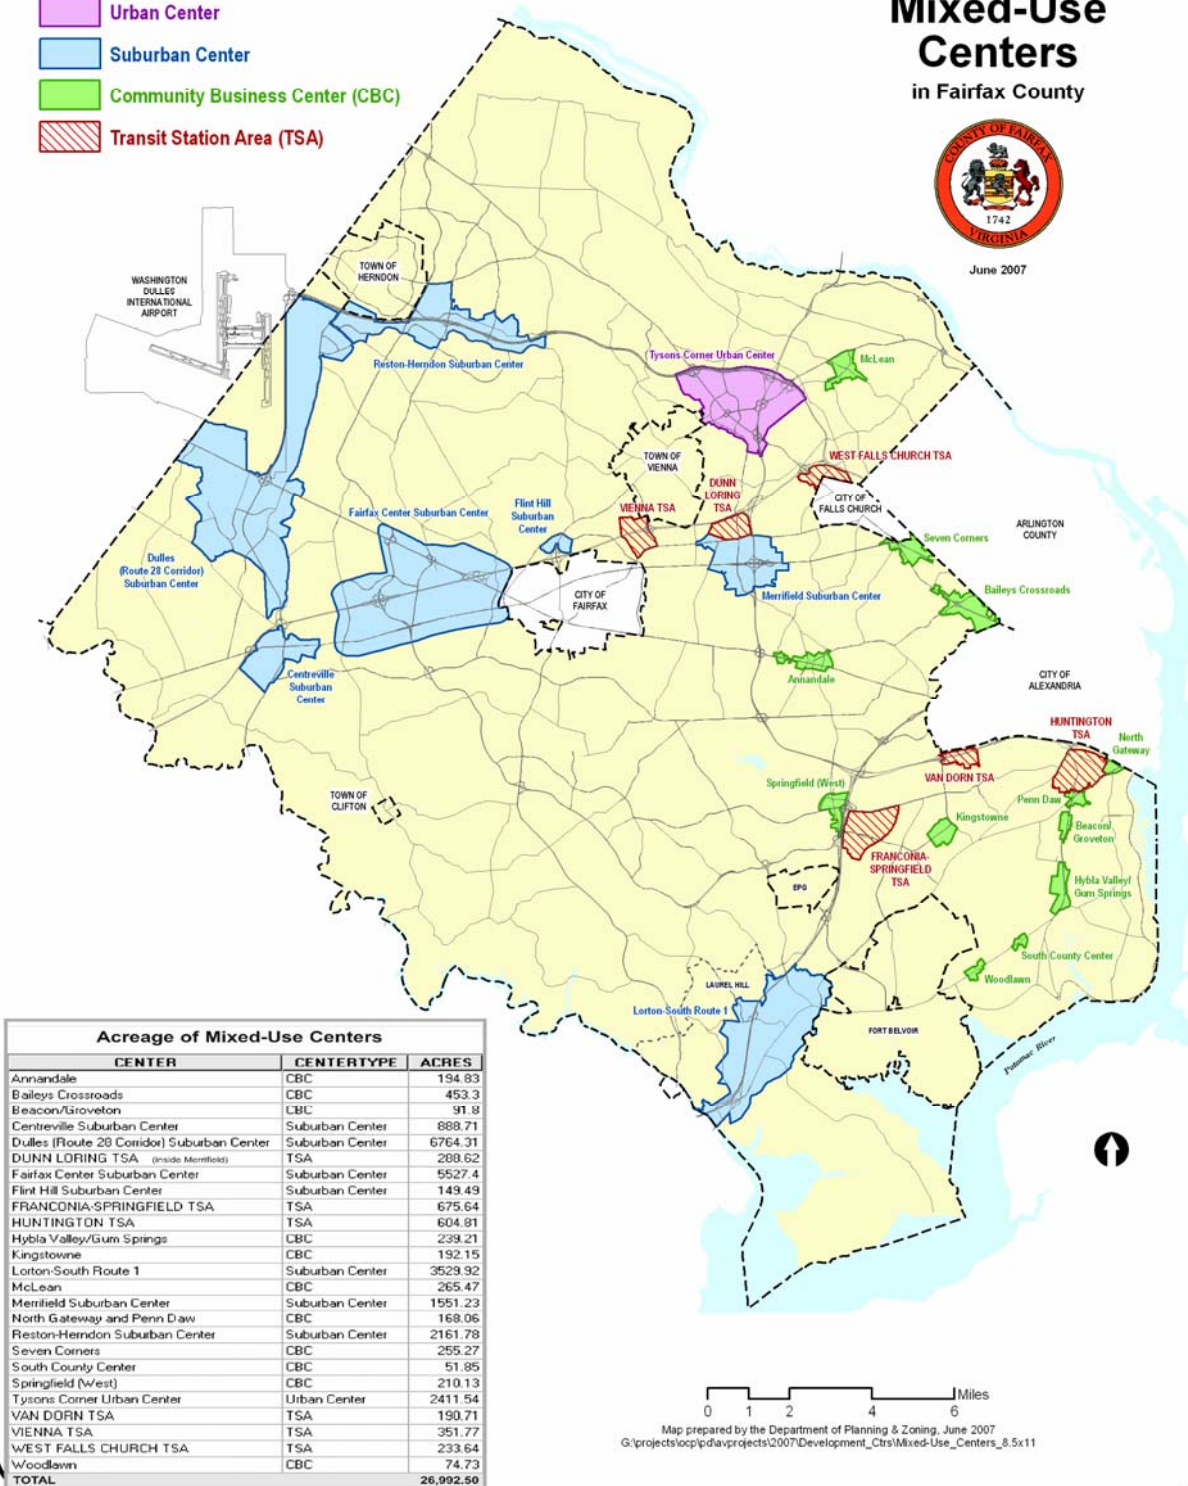 Mixed-Use
Centers
in Fairfax County
Urban Center
Suburban Center
Community Business Center (CBC)
Transit Station Area (TSA)
COUNTY OF FAIRFAX
1742
VIRGINIA
June 2007
TOWN OF
HERNDON
WASHINGTON
DULLES
INTERNATIONAL
AIRPORT
Reston-Herndon Suburban Center
Tysons Corner Urban Center
McLean
TOWN OF
VIENNA
WEST FALLS CHURCH TSA
DUNN
LORING
TSA
VIENNA TSA
CITY OF
FALLS CHURCH
Flint Hill
Suburban
Center
Fairfax Center Suburban Center
ARLINGTON
COUNTY
Seven Corners
Dulles
(Route 28 Corridor)
Suburban Center
Baileys Crossroads
CITY OF
FAIRFAX
Merrifield Suburban Center
Centreville
Suburban
Center
Annandale
CITY OF
ALEXANDRIA
HUNTINGTON
TSA
North
Gateway
VAN DORN TSA
Springfield (West)
TOWN OF
CLIFTON
Penn Daw
Kingstowne
Beacon/
Groveton
FRANCONIA-
SPRINGFIELD
TSA
EPG
Hybla Valley/
Gum Springs
South County Center
Woodlawn
LAUREL HILL
Lorton-South Route 1
FORT BELVOIR
Potomac River
Acreage of Mixed-Use Centers
CENTER CENTERTYPE ACRES
Annandale CBC 194.83
Baileys Crossroads CBC 453.3
Beacon/Groveton CBC 91.8
Centreville Suburban Center Suburban Center 888.71
Dulles (Route 28 Corridor) Suburban Center Suburban Center 6764.31
DUNN LORING TSA (Inside Merrifield) TSA 288.62
Fairfax Center Suburban Center Suburban Center 5527.4
Flint Hill Suburban Center Suburban Center 149.49
FRANCONIA-SPRINGFIELD TSA TSA 675.64
HUNTINGTON TSA TSA 604.81
Hybla Valley/Gum Springs CBC 239.21
Kingstowne CBC 192.15
Lorton-South Route 1 Suburban Center 3529.92
McLean CBC 265.47
Merrifield Suburban Center Suburban Center 1551.23
North Gateway and Penn Daw CBC 168.06
Reston-Herndon Suburban Center Suburban Center 2161.78
Seven Corners CBC 255.27
South County Center CBC 51.85
Springfield (West) CBC 210.13
Tysons Corner Urban Center Urban Center 2411.54
VAN DORN TSA TSA 190.71
VIENNA TSA TSA 351.77
WEST FALLS CHURCH TSA TSA 233.64
Woodlawn CBC 74.73
TOTAL 26,992.50
Miles
0 1 2 4 6
Map prepared by the Department of Planning & Zoning, June 2007
G:\projects\ocp\pd\avprojects\2007\Development_Ctrs\Mixed-Use_Centers_8.5x11